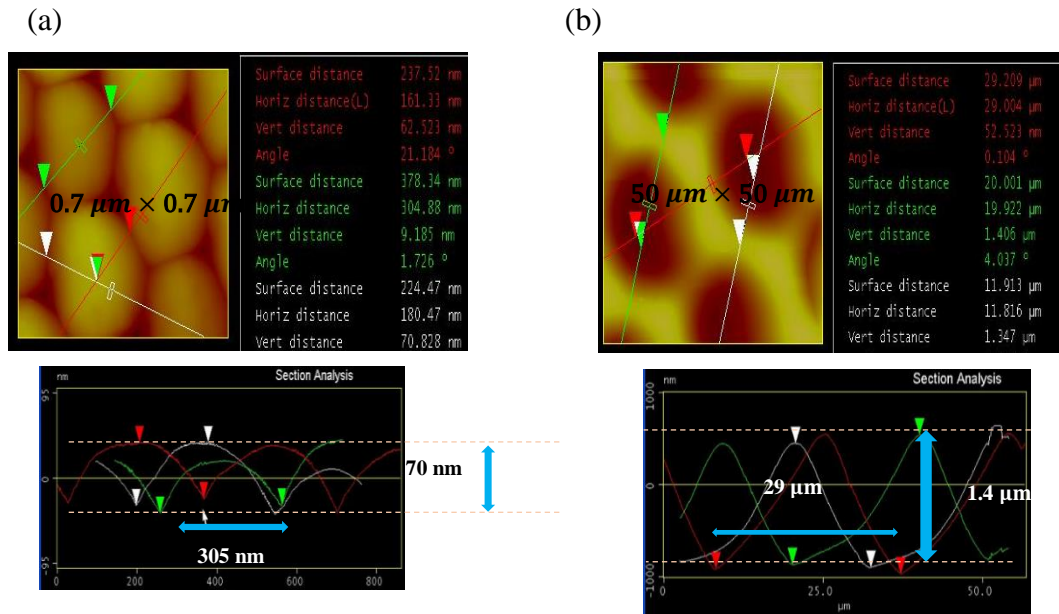 (a)
(b)
Surface distance 237.52 nm
Horiz distance(L) 161.33 nm
Vert distance 62.523 nm
Angle 21.184 º
Surface distance 378.34 nm
Horiz distance 304.88 nm
Vert distance 9.185 nm
Angle 1.726 º
Surface distance 224.47 nm
Horiz distance 180.47 nm
Vert distance 70.828 nm
0.7 μm × 0.7 μ
Surface distance 29.209 μm
Horiz distance(L) 29.004 μm
Vert distance 52.523 nm
Angle 0.104 º
Surface distance 20.001 μm
Horiz distance 19.922 μm
Vert distance 1.406 μm
Angle 4.037 º
Surface distance 11.913 μm
Horiz distance 11.816 μm
Vert distance 1.347 μm
50 μm × 50 μm
nm
Section Analysis
95
0
-95
0 200 400 600 800
70 nm
305 nm
nm
Section Analysis
1000
0
-1000
25.0 50.0
μm
29 μm
1.4 μm